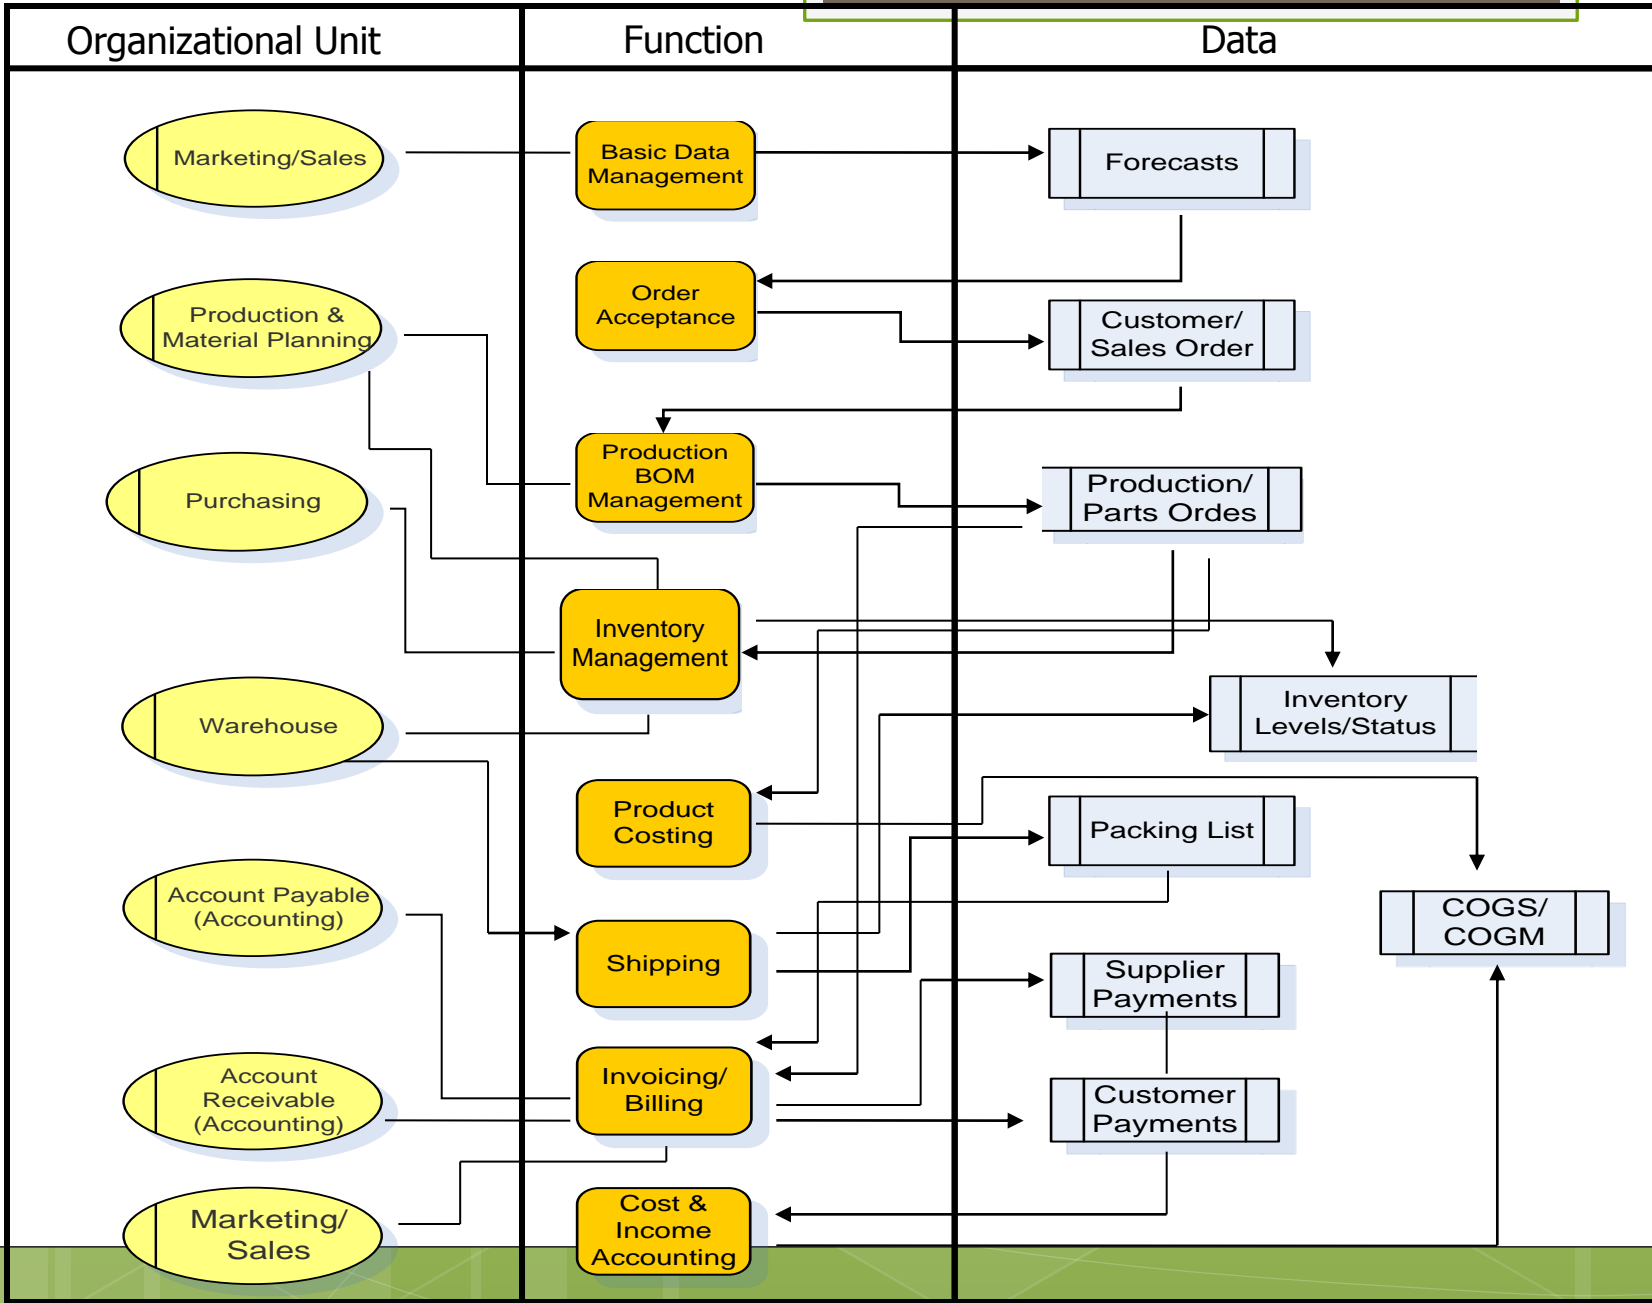 Organizational Unit
Function
Data
Marketing/Sales
Basic Data
Management
Forecasts
Order
Acceptance
Production &
Material Planning
Customer/
Sales Order
Production
BOM
Management
Purchasing
Production/
Parts Ordes
Inventory
Management
Warehouse
Inventory
Levels/Status
Product
Costing
Packing List
Account Payable
(Accounting)
COGS/
COGM
Shipping
Supplier
Payments
Account
Receivable
(Accounting)
Invoicing/
Billing
Customer
Payments
Marketing/
Sales
Cost &
Income
Accounting